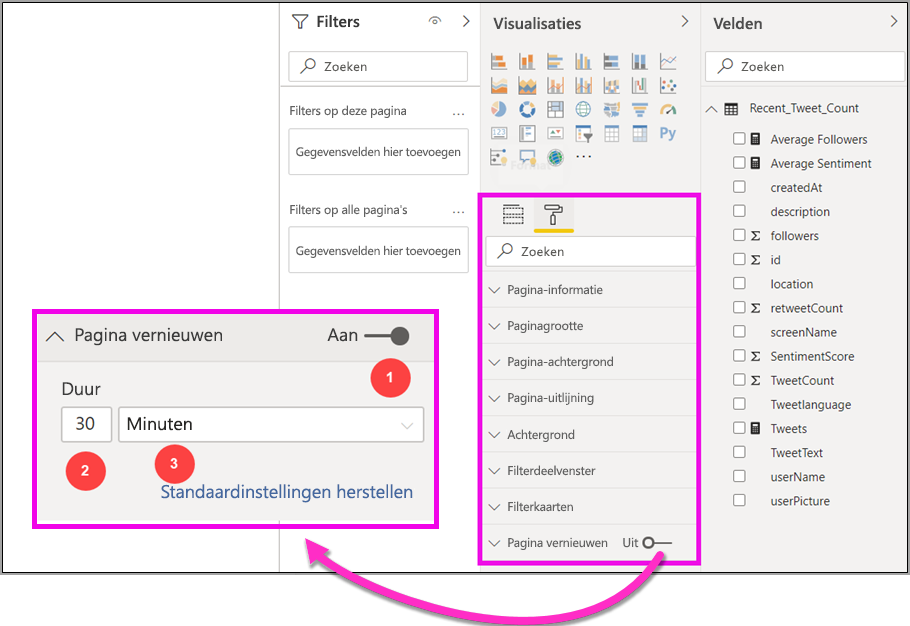 Filters
Zoeken
Filters op deze pagina
...
Gegevensvelden hier toevoegen
Filters op alle pagina's
...
Gegevensvelden hier toevoegen
Visualisaties
123
Py
...
Zoeken
Pagina-informatie
Paginagrootte
Pagina-achtergrond
Pagina-uitlijning
Achtergrond
Filterdeelvenster
Filterkaarten
Pagina vernieuwen Uit
Velden
Zoeken
Recent_Tweet_Count
Average Followers
Average Sentiment
createdAt
description
Σ followers
Σ id
location
Σ retweetCount
screenName
Σ SentimentScore
Σ TweetCount
Tweetlanguage
Tweets
TweetText
userName
userPicture
Pagina vernieuwen Aan
1
Duur
30 Minuten
2 3
Standaardinstellingen herstellen